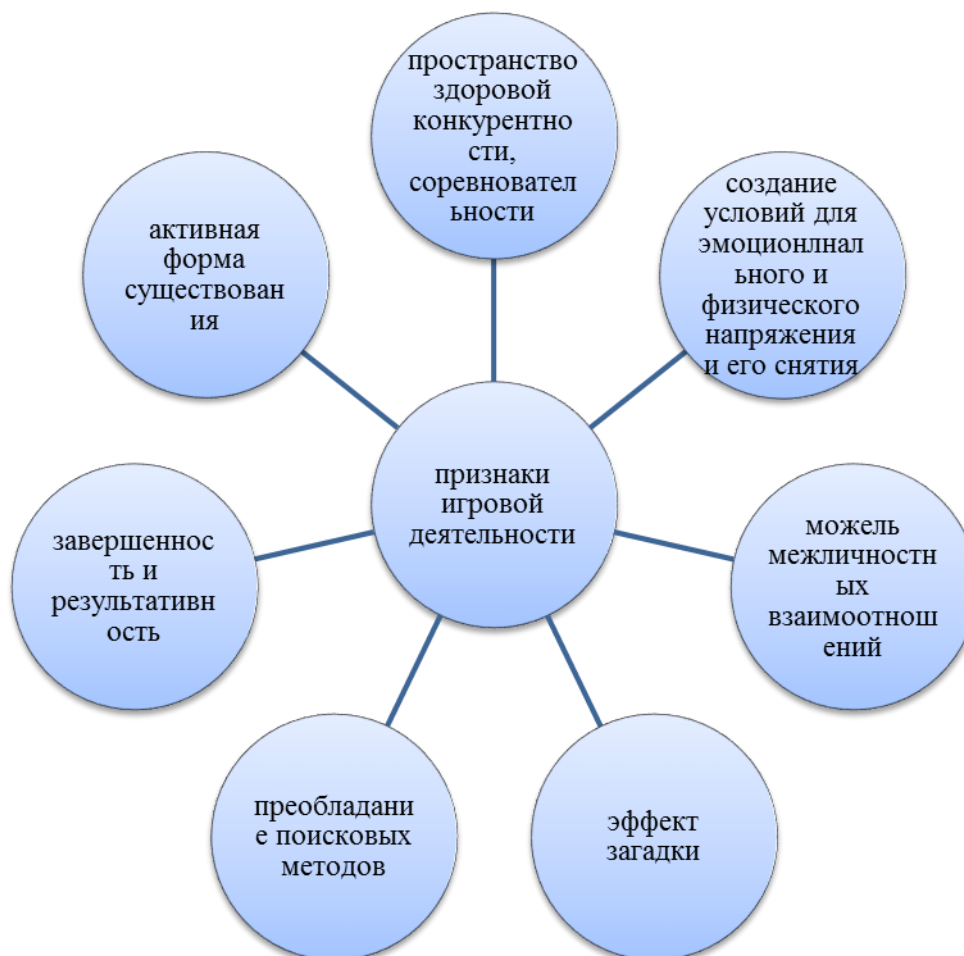 пространство
здоровой
конкурентно
сти,
соревновател
ьности
создание
условий для
эмоционлнал
ьного и
физического
напряжения
и его снятия
можель
межличностн
ых
взаимоотнош
ений
эффект
загадки
преобладани
е поисковых
методов
завершеннос
ть и
результативн
ость
активная
форма
существован
ия
признаки
игровой
деятельности